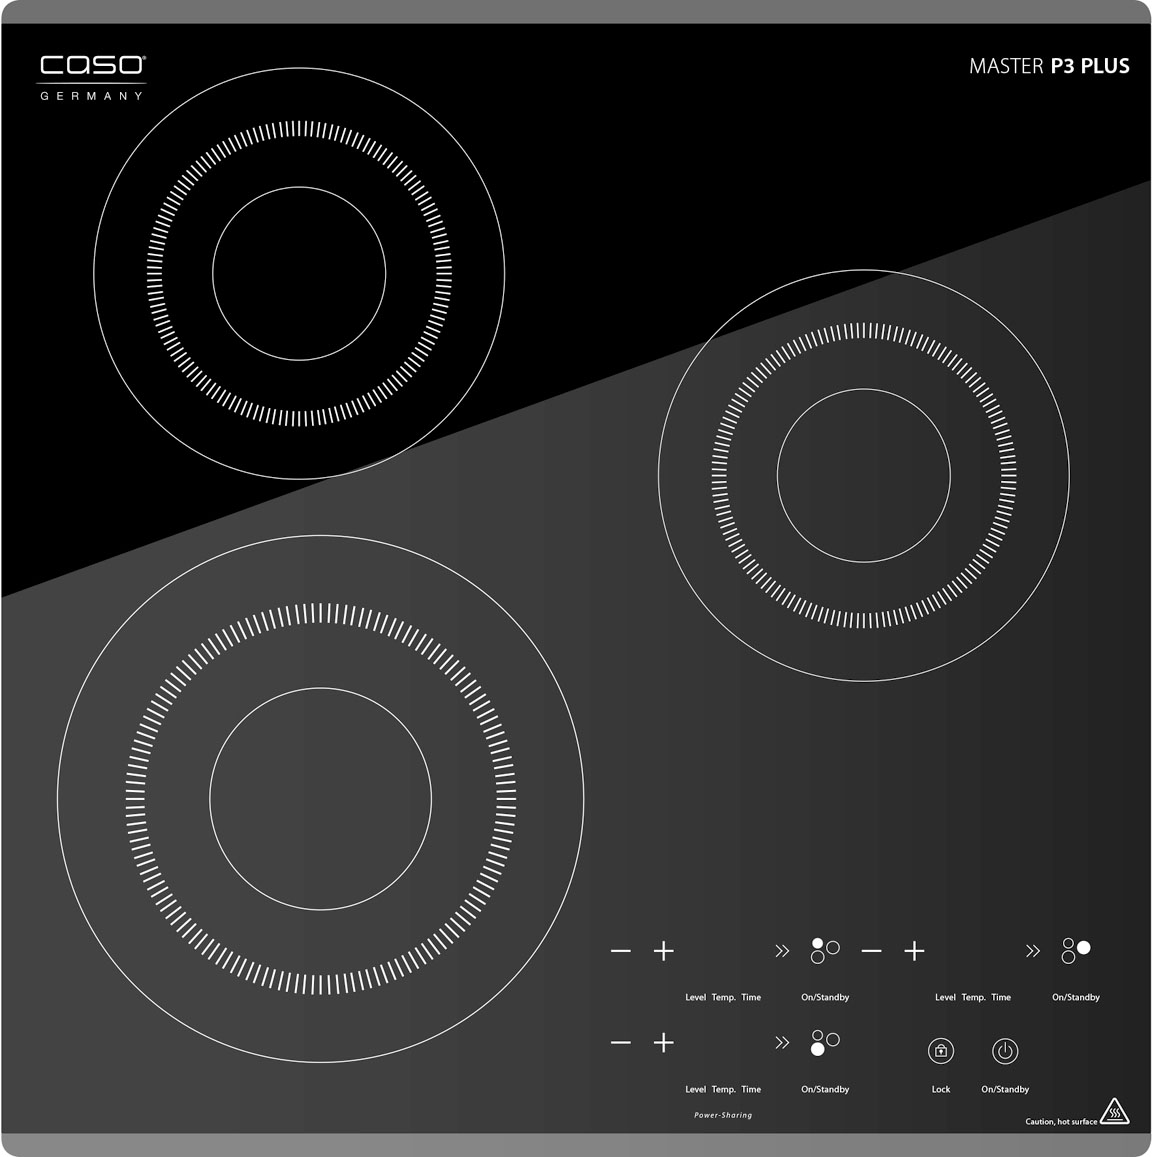 caso®
GERMANY
MASTER P3 PLUS
Level Temp. Time
On/Standby
Level Temp. Time
On/Standby
Level Temp. Time
On/Standby
Lock
On/Standby
Power-Sharing
Caution, hot surface